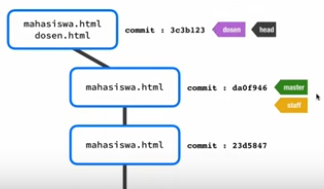 mahasiswa.html
dosen.html
commit : 3c3b123
dosen
head
mahasiswa.html
commit : da0f946
master
staff
mahasiswa.html
commit : 23d5847